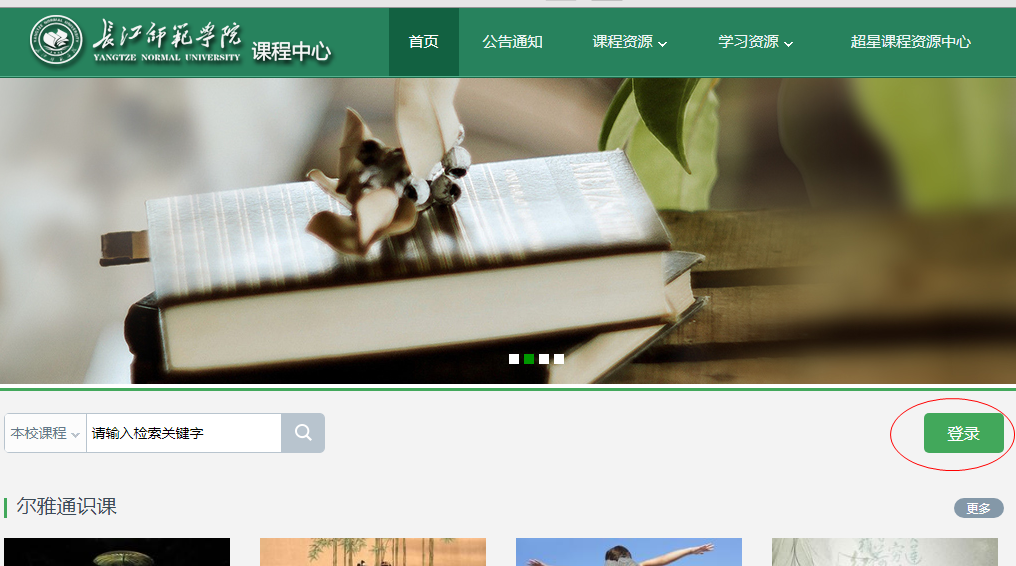 長江師範學院
YANGTZE NORMAL UNIVERSITY
课程中心
首页
公告通知
课程资源
学习资源
超星课程资源中心
本校课程
请输入检索关键字
登录
尔雅通识课
更多